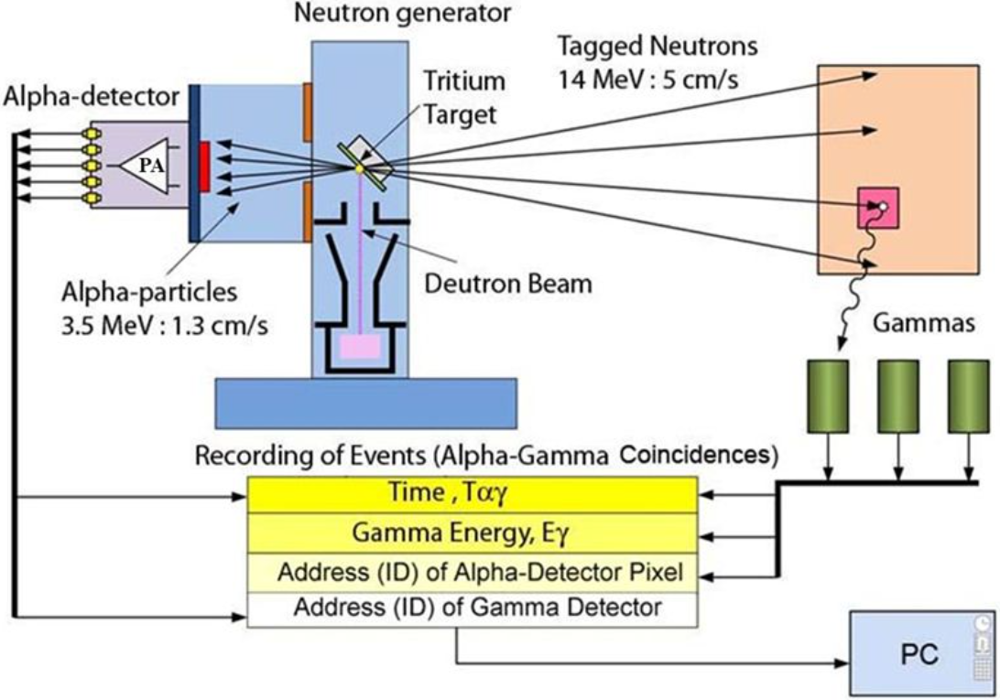 Neutron generator
Tagged Neutrons
14 MeV : 5 cm/s
Tritium
Target
Alpha-detector
PA
Deutron Beam
Alpha-particles
3.5 MeV : 1.3 cm/s
Gammas
Recording of Events (Alpha-Gamma Coincidences)
Time , Tαγ
Gamma Energy, Eγ
Address (ID) of Alpha-Detector Pixel
Address (ID) of Gamma Detector
PC